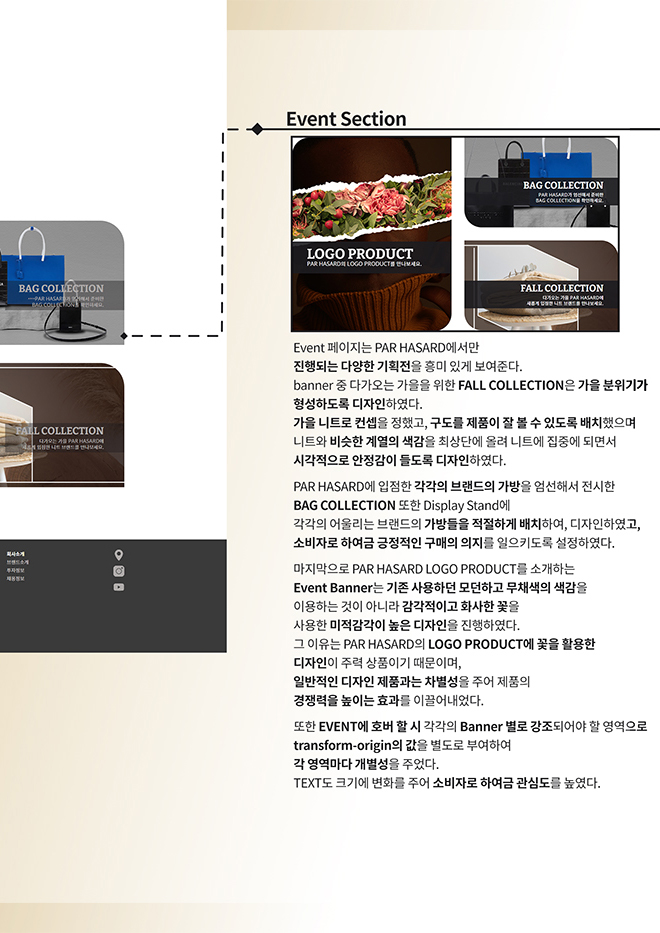 Event Section
BAG COLLECTION
PAR HASARD가 엄선해서 준비한
BAG COLLECTION을 확인하세요.
LOGO PRODUCT
PAR HASARD의 LOGO PRODUCT를 만나보세요.
FALL COLLECTION
다가오는 가을 PAR HASARD에
새롭게 입점한 니트 브랜드를 만나보세요.
BAG COLLECTION
PAR HASARD가 엄선해서 준비한
BAG COLLECTION을 확인하세요.
FALL COLLECTION
다가오는 가을 PAR HASARD에
새롭게 입점한 니트 브랜드를 만나보세요.
Event 페이지는 PAR HASARD에서만
진행되는 다양한 기획전을 흥미 있게 보여준다.
banner 중 다가오는 가을을 위한 FALL COLLECTION은 가을 분위기가
형성하도록 디자인하였다.
가을 니트로 컨셉을 정했고, 구도를 제품이 잘 볼 수 있도록 배치했으며
니트와 비슷한 계열의 색감을 최상단에 올려 니트에 집중에 되면서
시각적으로 안정감이 들도록 디자인하였다.
PAR HASARD에 입점한 각각의 브랜드의 가방을 엄선해서 전시한
BAG COLLECTION 또한 Display Stand에
각각의 어울리는 브랜드의 가방들을 적절하게 배치하여, 디자인하였고,
소비자로 하여금 긍정적인 구매의 의지를 일으키도록 설정하였다.
마지막으로 PAR HASARD LOGO PRODUCT를 소개하는
Event Banner는 기존 사용하던 모던하고 무채색의 색감을
이용하는 것이 아니라 감각적이고 화사한 꽃을
사용한 미적감각이 높은 디자인을 진행하였다.
그 이유는 PAR HASARD의 LOGO PRODUCT에 꽃을 활용한
디자인이 주력 상품이기 때문이며,
일반적인 디자인 제품과는 차별성을 주어 제품의
경쟁력을 높이는 효과를 이끌어내었다.
또한 EVENT에 호버 할 시 각각의 Banner 별로 강조되어야 할 영역으로
transform-origin의 값을 별도로 부여하여
각 영역마다 개별성을 주었다.
TEXT도 크기에 변화를 주어 소비자로 하여금 관심도를 높였다.
회사소개
브랜드소개
투자정보
채용정보